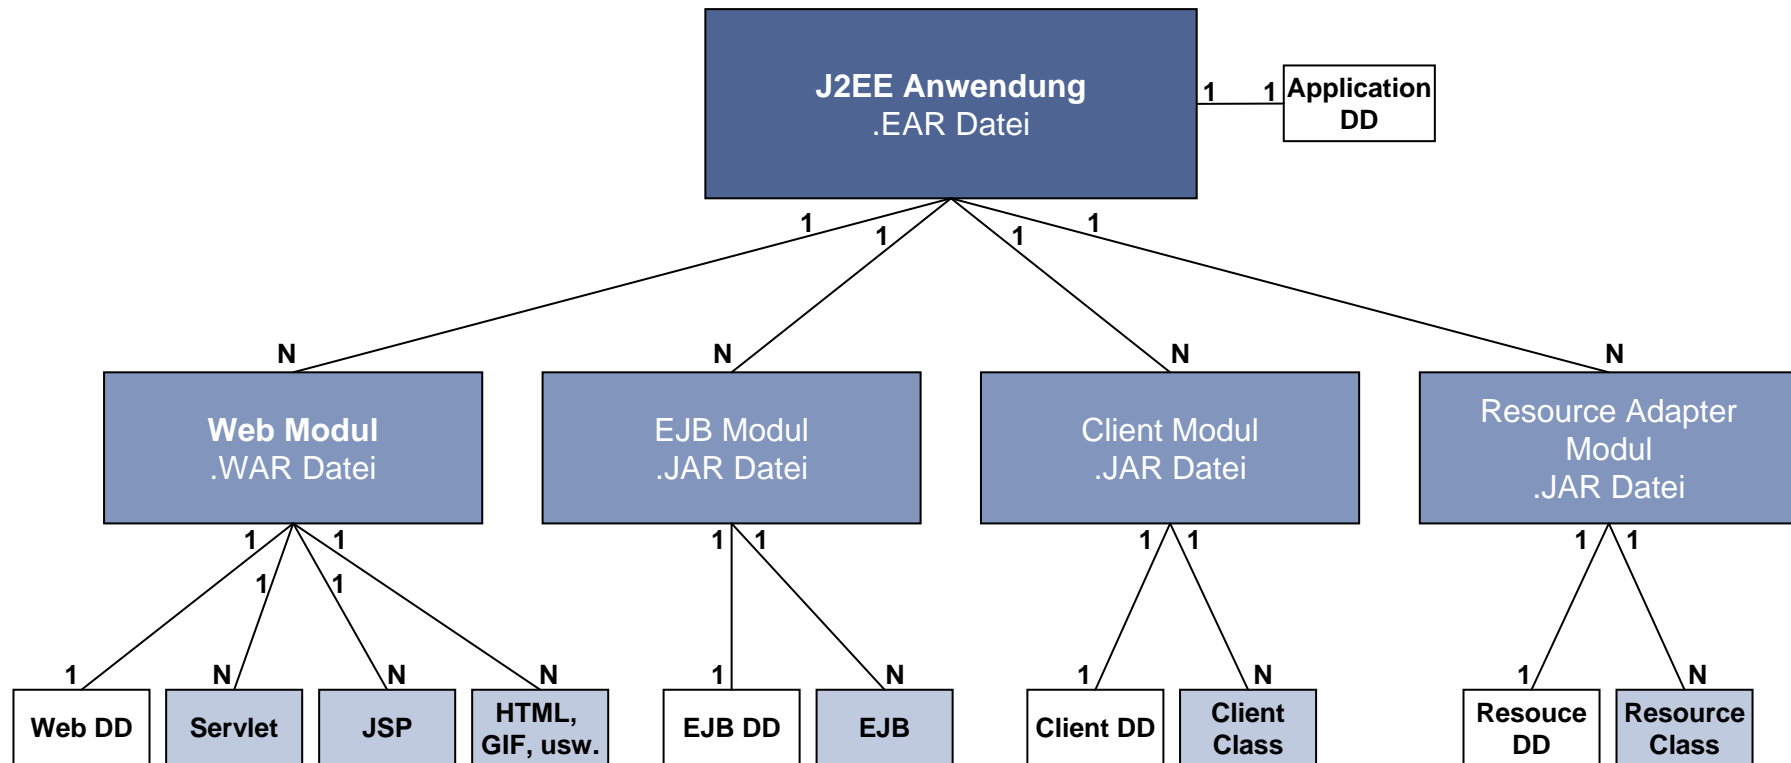 J2EE Anwendung
.EAR Datei
1 1
Application
DD
1 1 1 1
N N N N
Web Modul
.WAR Datei
EJB Modul
.JAR Datei
Client Modul
.JAR Datei
Resource Adapter
Modul
.JAR Datei
1 1 1 1
1 1
1 1
1 1
1 N N N
1 N
1 N
1 N
Web DD
Servlet
JSP
HTML,
GIF, usw.
EJB DD
EJB
Client DD
Client
Class
Resouce
DD
Resource
Class